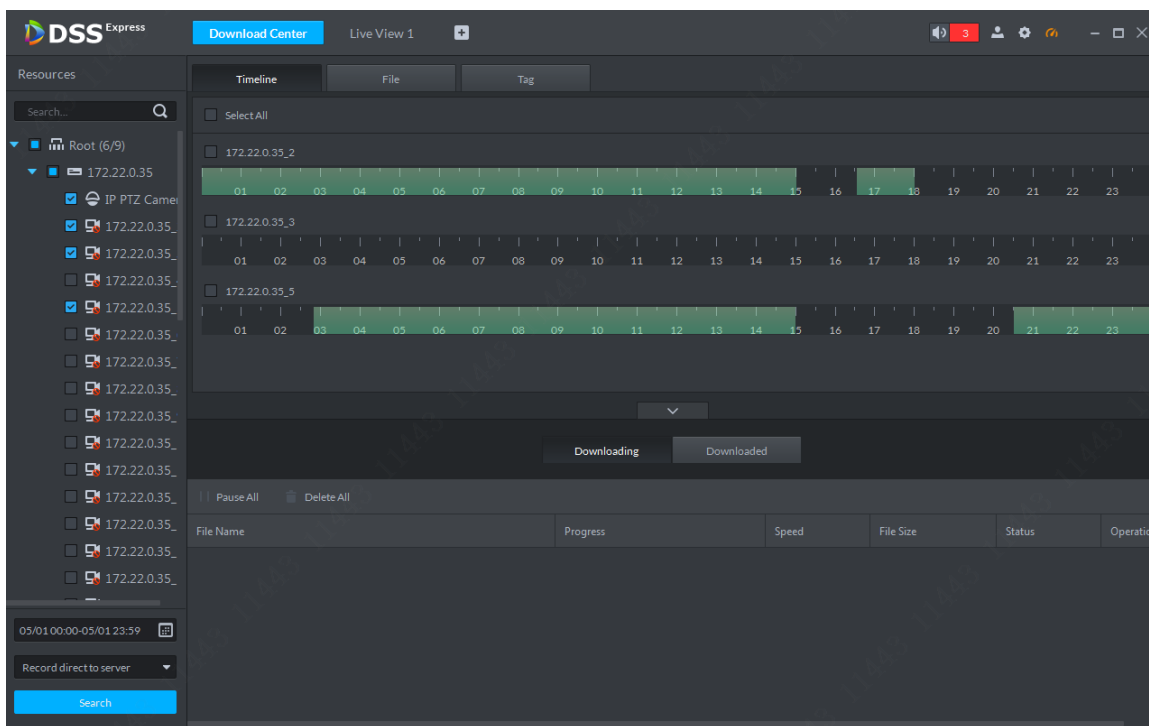 DSS Express
Download Center
Live View 1
3
Resources
Timeline
File
Tag
Search...
Select All
Root (6/9)
172.22.0.35
IP PTZ Camer
172.22.0.35_
172.22.0.35_
172.22.0.35_
172.22.0.35_
172.22.0.35_
172.22.0.35_
172.22.0.35_
172.22.0.35_
172.22.0.35_
172.22.0.35_
172.22.0.35_
172.22.0.35_
172.22.0.35_
172.22.0.35_
172.22.0.35_2
01 02 03 04 05 06 07 08 09 10 11 12 13 14 15 16 17 18 19 20 21 22 23
172.22.0.35_3
01 02 03 04 05 06 07 08 09 10 11 12 13 14 15 16 17 18 19 20 21 22 23
172.22.0.35_5
01 02 03 04 05 06 07 08 09 10 11 12 13 14 15 16 17 18 19 20 21 22 23
Downloading
Downloaded
Pause All
Delete All
File Name Progress Speed File Size Status Operatic
05/01 00:00-05/01 23:59
Record direct to server
Search
11443 11443